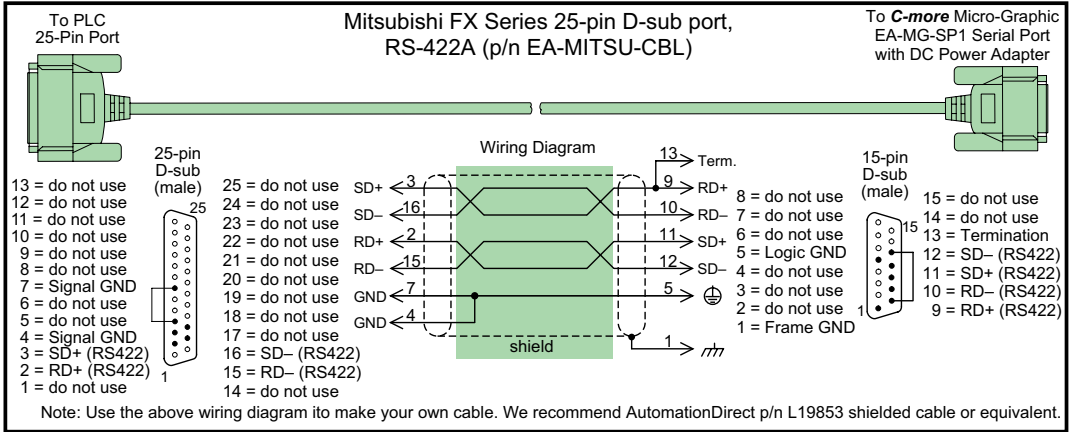 To PLC
25-Pin Port
Mitsubishi FX Series 25-pin D-sub port,
RS-422A (p/n EA-MITSU-CBL)
To C-more Micro-Graphic
EA-MG-SP1 Serial Port
with DC Power Adapter
25-pin
D-sub
(male)
13 = do not use
12 = do not use
11 = do not use
10 = do not use
9 = do not use
8 = do not use
7 = Signal GND
6 = do not use
5 = do not use
4 = Signal GND
3 = SD+ (RS422)
2 = RD+ (RS422)
1 = do not use
25
1
25 = do not use
24 = do not use
23 = do not use
22 = do not use
21 = do not use
20 = do not use
19 = do not use
18 = do not use
17 = do not use
16 = SD– (RS422)
15 = RD– (RS422)
14 = do not use
Wiring Diagram
13 Term.
SD+ 3 9 RD+
SD– 16 10 RD–
RD+ 2 11 SD+
RD– 15 12 SD–
GND 7 5
GND 4
shield 1
8 = do not use
7 = do not use
6 = do not use
5 = Logic GND
4 = do not use
3 = do not use
2 = do not use
1 = Frame GND
15-pin
D-sub
(male)
15
1
15 = do not use
14 = do not use
13 = Termination
12 = SD– (RS422)
11 = SD+ (RS422)
10 = RD– (RS422)
9 = RD+ (RS422)
Note: Use the above wiring diagram ito make your own cable. We recommend AutomationDirect p/n L19853 shielded cable or equivalent.